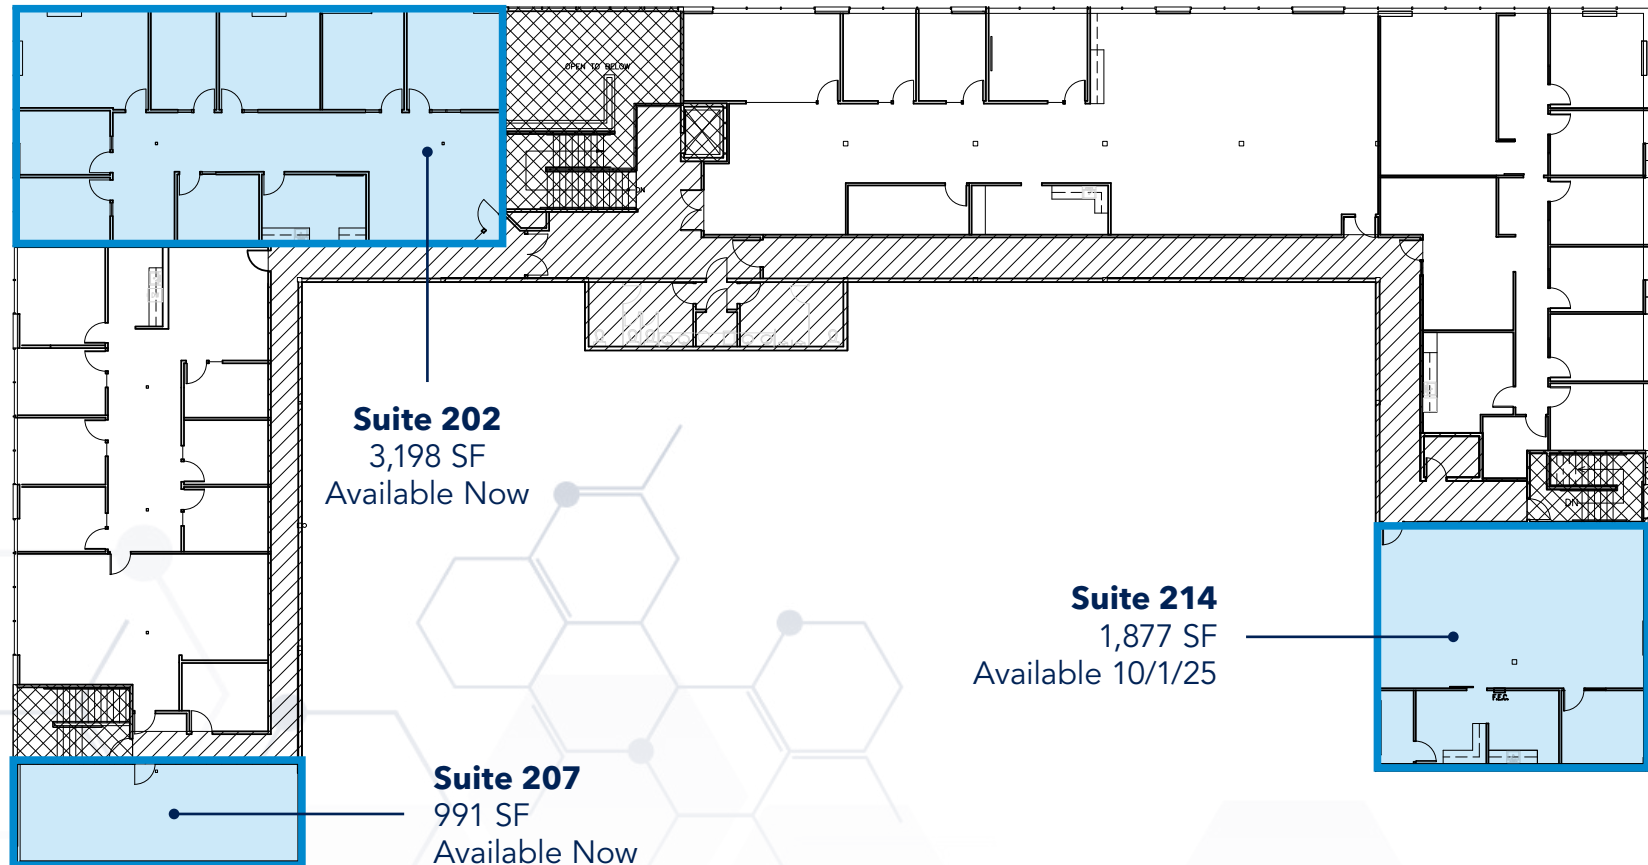 OPEN TO BELOW
DN
Suite 202
3,198 SF
Available Now
DN
Suite 214
1,877 SF
Available 10/1/25
F.E.C.
Suite 207
991 SF
Available Now